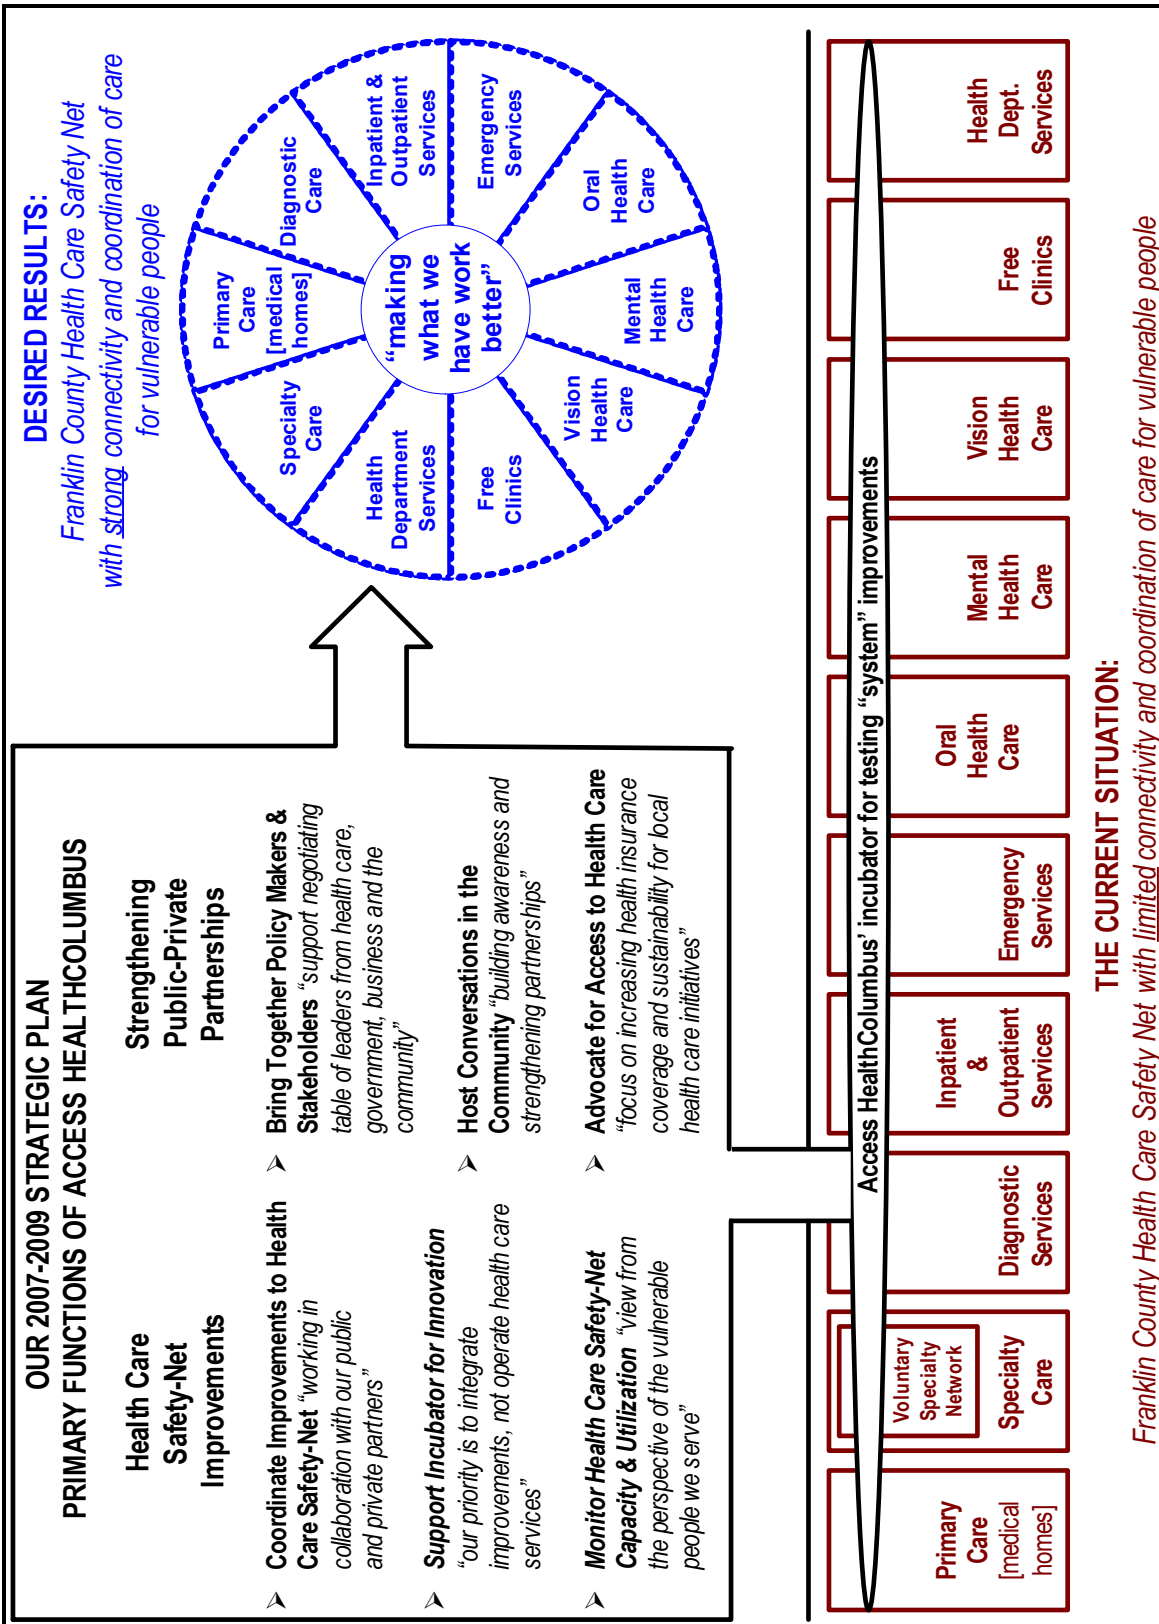 OUR 2007-2009 STRATEGIC PLAN
PRIMARY FUNCTIONS OF ACCESS HEALTHCOLUMBUS
Health Care
Safety-Net
Improvements
➢ Coordinate Improvements to Health
Care Safety-Net “working in
collaboration with our public
and private partners”
➢ Support Incubator for Innovation
“our priority is to integrate
improvements, not operate health care
services”
➢ Monitor Health Care Safety-Net
Capacity & Utilization “view from
the perspective of the vulnerable
people we serve”
Strengthening
Public-Private
Partnerships
➢ Bring Together Policy Makers &
Stakeholders “support negotiating
table of leaders from health care,
government, business and the
community”
➢ Host Conversations in the
Community “building awareness and
strengthening partnerships”
➢ Advocate for Access to Health Care
“focus on increasing health insurance
coverage and sustainability for local
health care initiatives”
DESIRED RESULTS:
Franklin County Health Care Safety Net
with strong connectivity and coordination of care
for vulnerable people
Primary
Care
[medical
homes]
Diagnostic
Care
Inpatient &
Outpatient
Services
Emergency
Services
Oral
Health
Care
Mental
Health
Care
Vision
Health
Care
Free
Clinics
Health
Department
Services
Specialty
Care
“making
what we
have work
better”
Access HealthColumbus’ incubator for testing “system” improvements
Primary
Care
[medical
homes]
Voluntary
Specialty
Network
Specialty
Care
Diagnostic
Services
Inpatient
&
Outpatient
Services
Emergency
Services
Oral
Health
Care
Mental
Health
Care
Vision
Health
Care
Free
Clinics
Health
Dept.
Services
THE CURRENT SITUATION:
Franklin County Health Care Safety Net with limited connectivity and coordination of care for vulnerable people